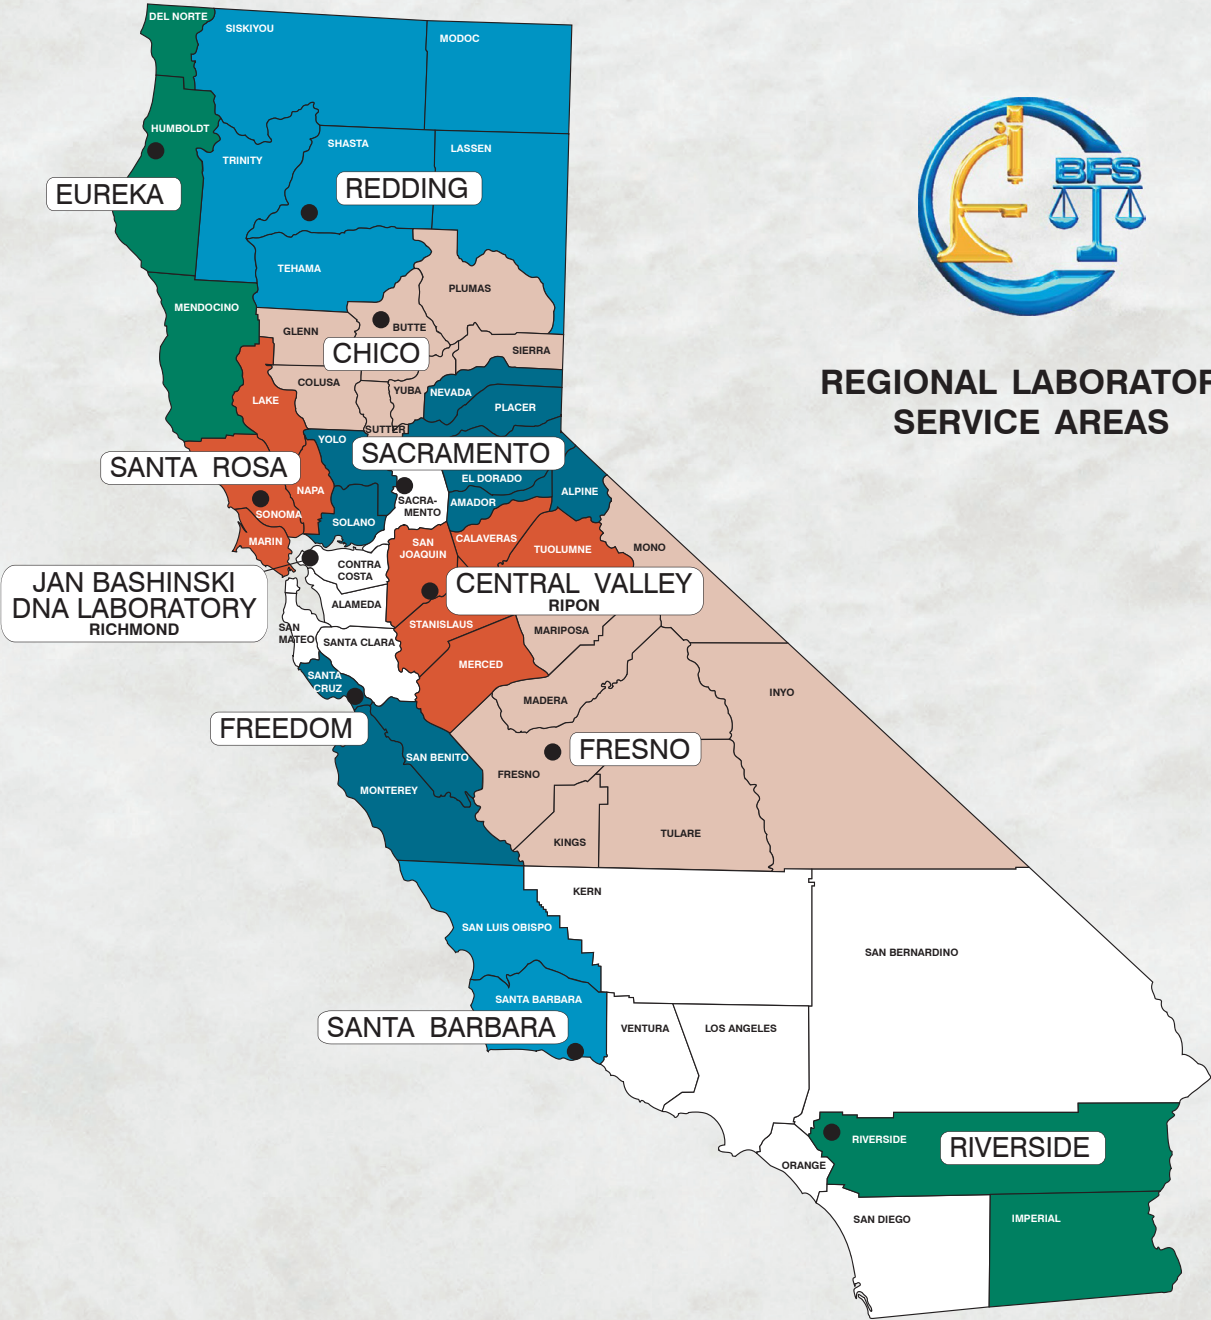 DEL NORTE
SISKIYOU
MODOC
HUMBOLDT
TRINITY
SHASTA
LASSEN
EUREKA
REDDING
BFS
TEHAMA
PLUMAS
MENDOCINO
GLENN
BUTTE
CHICO
SIERRA
COLUSA
YUBA
NEVADA
LAKE
PLACER
REGIONAL LABORATOR
SERVICE AREAS
SUTTER
YOLO
SACRAMENTO
SANTA ROSA
EL DORADO
NAPA
ALPINE
SACRA-
MENTO
AMADOR
SONOMA
SOLANO
MARIN
SAN
JOAQUIN
CALAVERAS
TUOLUMNE
MONO
CONTRA
COSTA
JAN BASHINSKI
DNA LABORATORY
RICHMOND
CENTRAL VALLEY
RIPON
ALAMEDA
STANISLAUS
SAN
MATEO
SANTA CLARA
MARIPOSA
MERCED
SANTA
CRUZ
MADERA
INYO
FREEDOM
FRESNO
SAN BENITO
FRESNO
MONTEREY
KINGS
TULARE
KERN
SAN LUIS OBISPO
SAN BERNARDINO
SANTA BARBARA
SANTA BARBARA
VENTURA
LOS ANGELES
RIVERSIDE
RIVERSIDE
ORANGE
SAN DIEGO
IMPERIAL